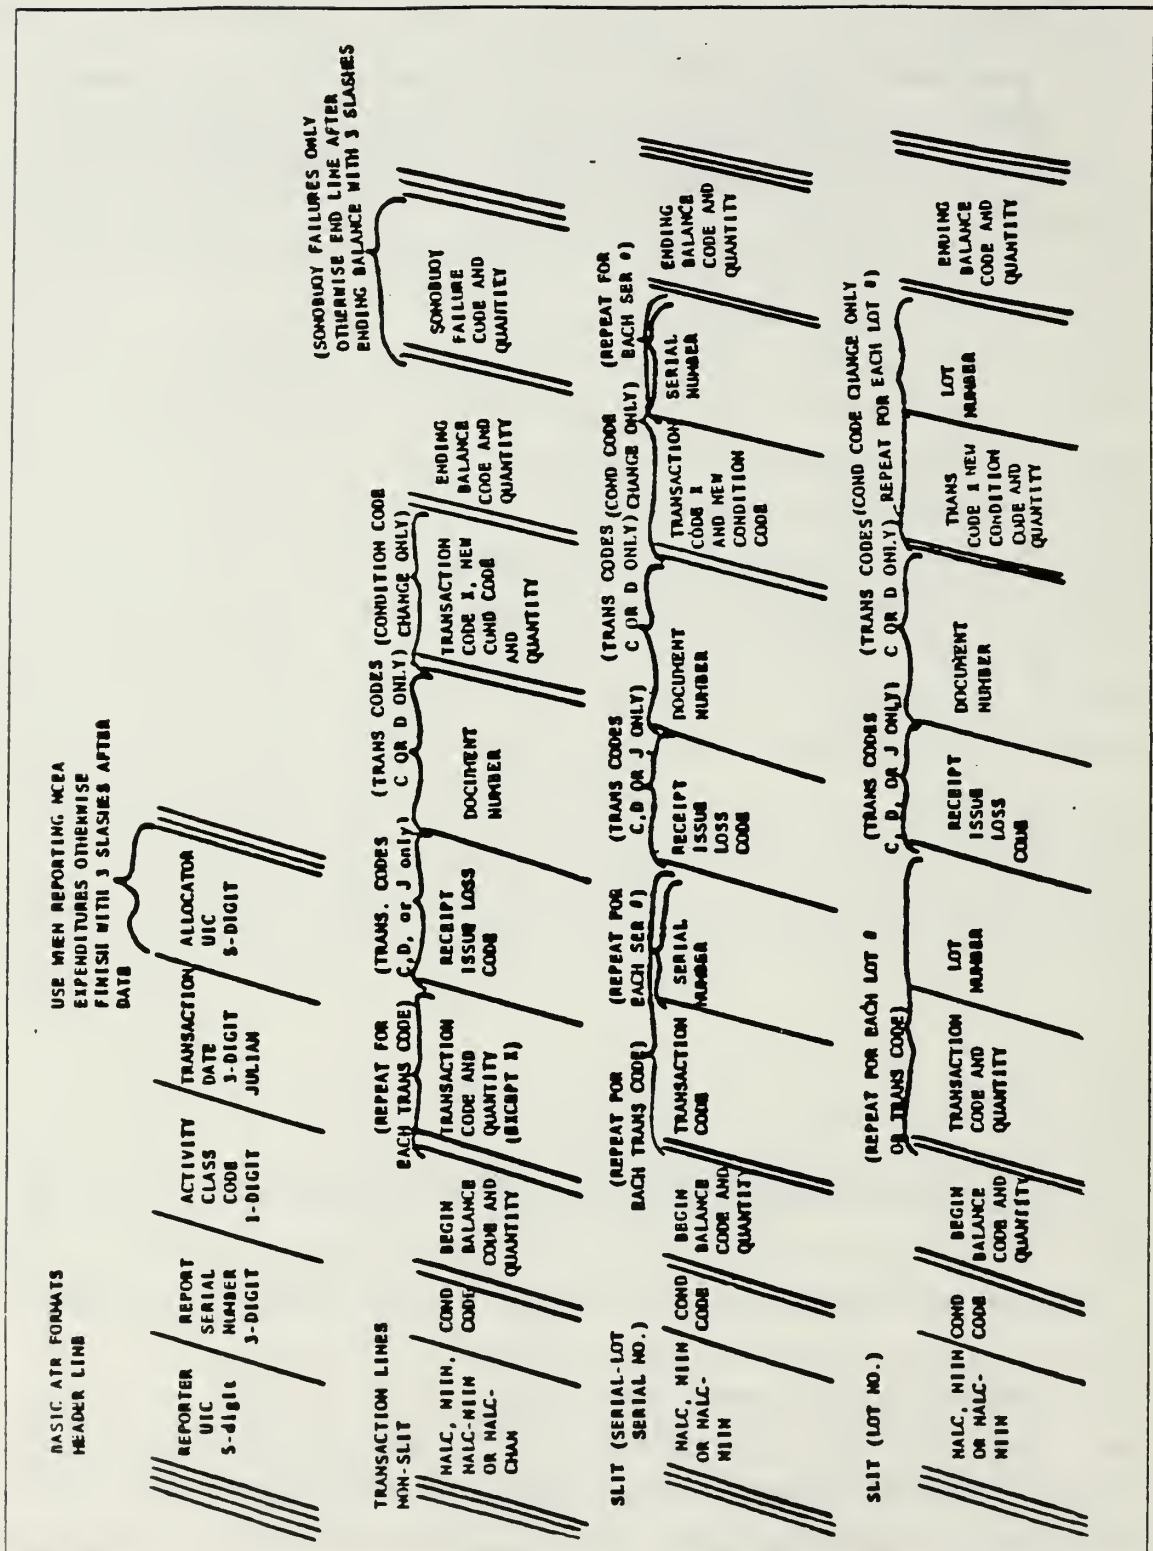 BASIC ATR FORMATS
HEADER LINE
USE WHEN REPORTING NCEA
EXPENDITURES OTHERWISE
FINISH WITH 3 SLASHES AFTER
DATE
REPORTER
UIC
5-digit
REPORT
SERIAL
NUMBER
3-DIGIT
ACTIVITY
CLASS
CODE
1-DIGIT
TRANSACTION
DATE
3-DIGIT
JULIAN
ALLOCATOR
UIC
5-DIGIT
TRANSACTION LINES
NON-SLIT
(REPEAT FOR
EACH TRANS CODE)
(TRANS. CODES
C,D, or J only)
(TRANS CODES
C OR D ONLY)
(CONDITION CODE
CHANGE ONLY)
(SONOBUOY FAILURES ONLY
OTHERWISE END LINE AFTER
ENDING BALANCE WITH 3 SLASHES
NALC, NIIN,
NALC-NIIN
OR NALC-
CHAN
COND
CODE
BEGIN
BALANCE
CODE AND
QUANTITY
TRANSACTION
CODE AND
QUANTITY
(EXCEPT X)
RECEIPT
ISSUE LOSS
CODE
DOCUMENT
NUMBER
TRANSACTION
CODE X, NEW
COND CODE
AND
QUANTITY
ENDING
BALANCE
CODE AND
QUANTITY
SONOBUOY
FAILURE
CODE AND
QUANTITY
SLIT (SERIAL-LOT
SERIAL NO.)
(REPEAT FOR
EACH TRANS CODE)
(REPEAT FOR
EACH SER #)
(TRANS CODES
C,D OR J ONLY)
(TRANS CODES
C OR D ONLY)
(COND CODE
CHANGE ONLY)
(REPEAT FOR
EACH SER #)
NALC, NIIN
OR NALC-
NIIN
COND
CODE
BEGIN
BALANCE
CODE AND
QUANTITY
TRANSACTION
CODE
SERIAL
NUMBER
RECEIPT
ISSUE
LOSS
CODE
DOCUMENT
NUMBER
TRANSACTION
CODE X
AND NEW
CONDITION
CODE
SERIAL
NUMBER
ENDING
BALANCE
CODE AND
QUANTITY
SLIT (LOT NO.)
(REPEAT FOR EACH LOT #
OR TRANS CODE)
(TRANS CODES
C, D, OR J ONLY)
(TRANS CODES
C OR D ONLY)
(COND CODE CHANGE ONLY
REPEAT FOR EACH LOT #)
NALC, NIIN
OR NALC-
NIIN
COND
CODE
BEGIN
BALANCE
CODE AND
QUANTITY
TRANSACTION
CODE AND
QUANTITY
LOT
NUMBER
RECEIPT
ISSUE
LOSS
CODE
DOCUMENT
NUMBER
TRANS
CODE X NEW
CONDITION
CODE AND
QUANTITY
LOT
NUMBER
ENDING
BALANCE
CODE AND
QUANTITY